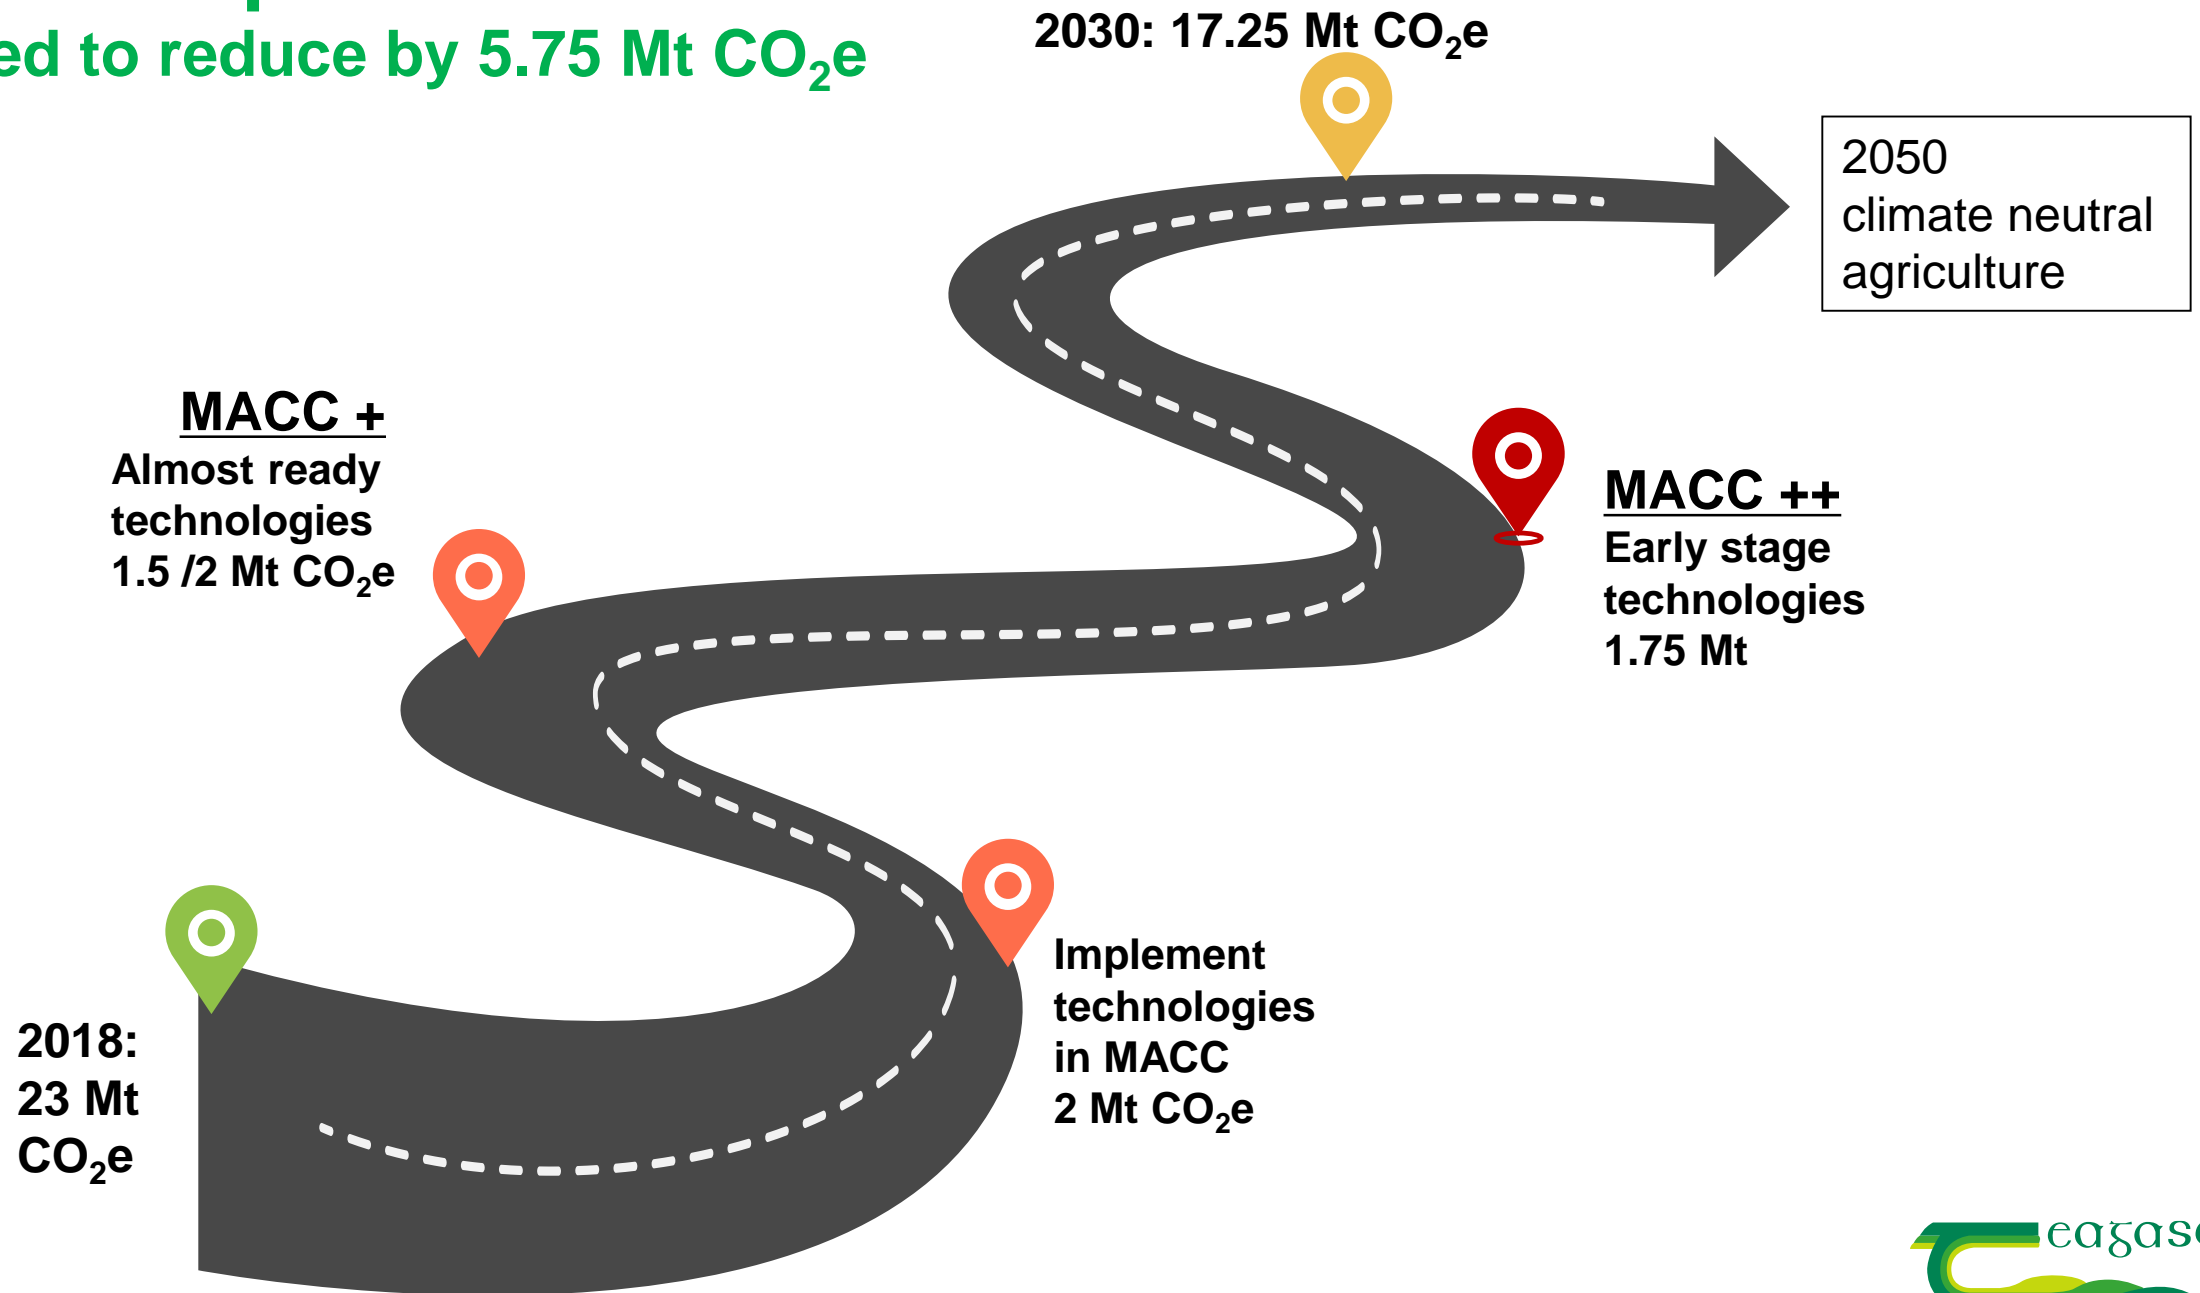 to reduce by 5.75 Mt CO₂e
2030: 17.25 Mt CO₂e
2050
climate neutral
agriculture
MACC +
Almost ready
technologies
1.5 /2 Mt CO₂e
MACC ++
Early stage
technologies
1.75 Mt
Implement
technologies
in MACC
2 Mt CO₂e
2018:
23 Mt
CO₂e